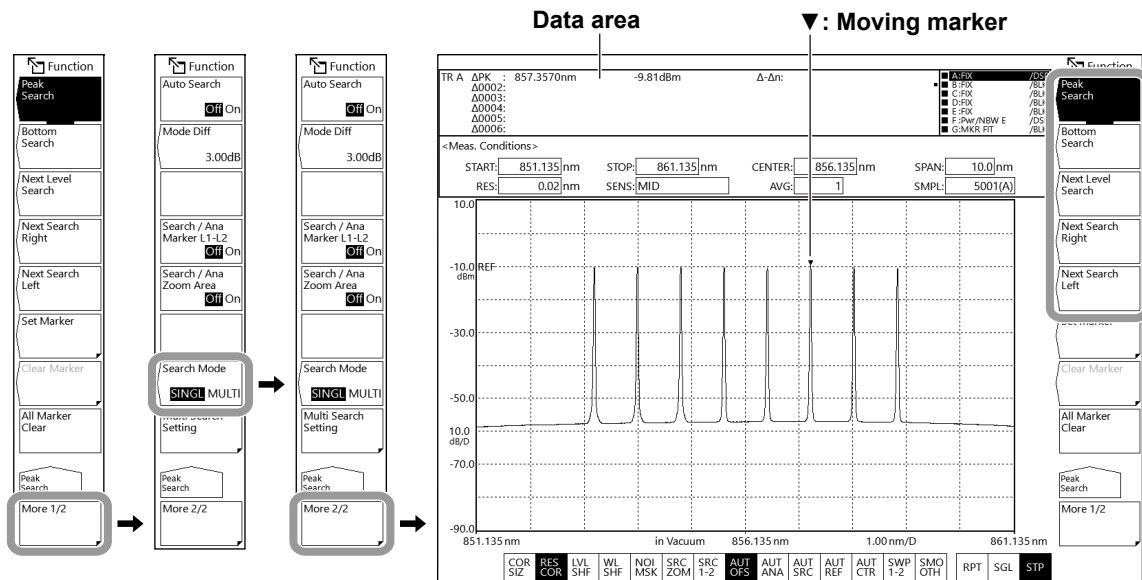 Data area
▼: Moving marker
Function
Peak
Search
Bottom
Search
Next Level
Search
Next Search
Right
Next Search
Left
Set Marker
Clear Marker
All Marker
Clear
Peak
Search
More 1/2
Function
Auto Search
Off On
Mode Diff
3.00dB
Search / Ana
Marker L1-L2
Off On
Search / Ana
Zoom Area
Off On
Search Mode
SINGL MULTI
Multi Search
Setting
Peak
Search
More 2/2
Function
Auto Search
Off On
Mode Diff
3.00dB
Search / Ana
Marker L1-L2
Off On
Search / Ana
Zoom Area
Off On
Search Mode
SINGL MULTI
Multi Search
Setting
Peak
Search
More 2/2
TR A ΔPK : 857.3570nm -9.81dBm Δ-Δn:
Δ0002:
Δ0003:
Δ0004:
Δ0005:
Δ0006:
A:FIX /DSP
B:FIX /BLK
C:FIX /BLK
D:FIX /BLK
E:FIX /BLK
F:Pwr/NBW E /DS
G:MKR FIT /BLK
<Meas. Conditions>
START: 851.135 nm STOP: 861.135 nm CENTER: 856.135 nm SPAN: 10.0 nm
RES: 0.02 nm SENS: MID AVG: 1 SMPL: 5001(A)
10.0
-10.0 REF
dBm
-30.0
-50.0
10.0
dB/D
-70.0
-90.0
851.135 nm in Vacuum 856.135 nm 1.00 nm/D 861.135 nm
COR SIZ
RES COR
LVL SHF
WL SHF
NOI MSK
SRC ZOM
SRC 1-2
AUT OFS
AUT ANA
AUT SRC
AUT REF
AUT CTR
SWP 1-2
SMO OTH
RPT
SGL
STP
Function
Peak
Search
Bottom
Search
Next Level
Search
Next Search
Right
Next Search
Left
Set Marker
Clear Marker
All Marker
Clear
Peak
Search
More 1/2